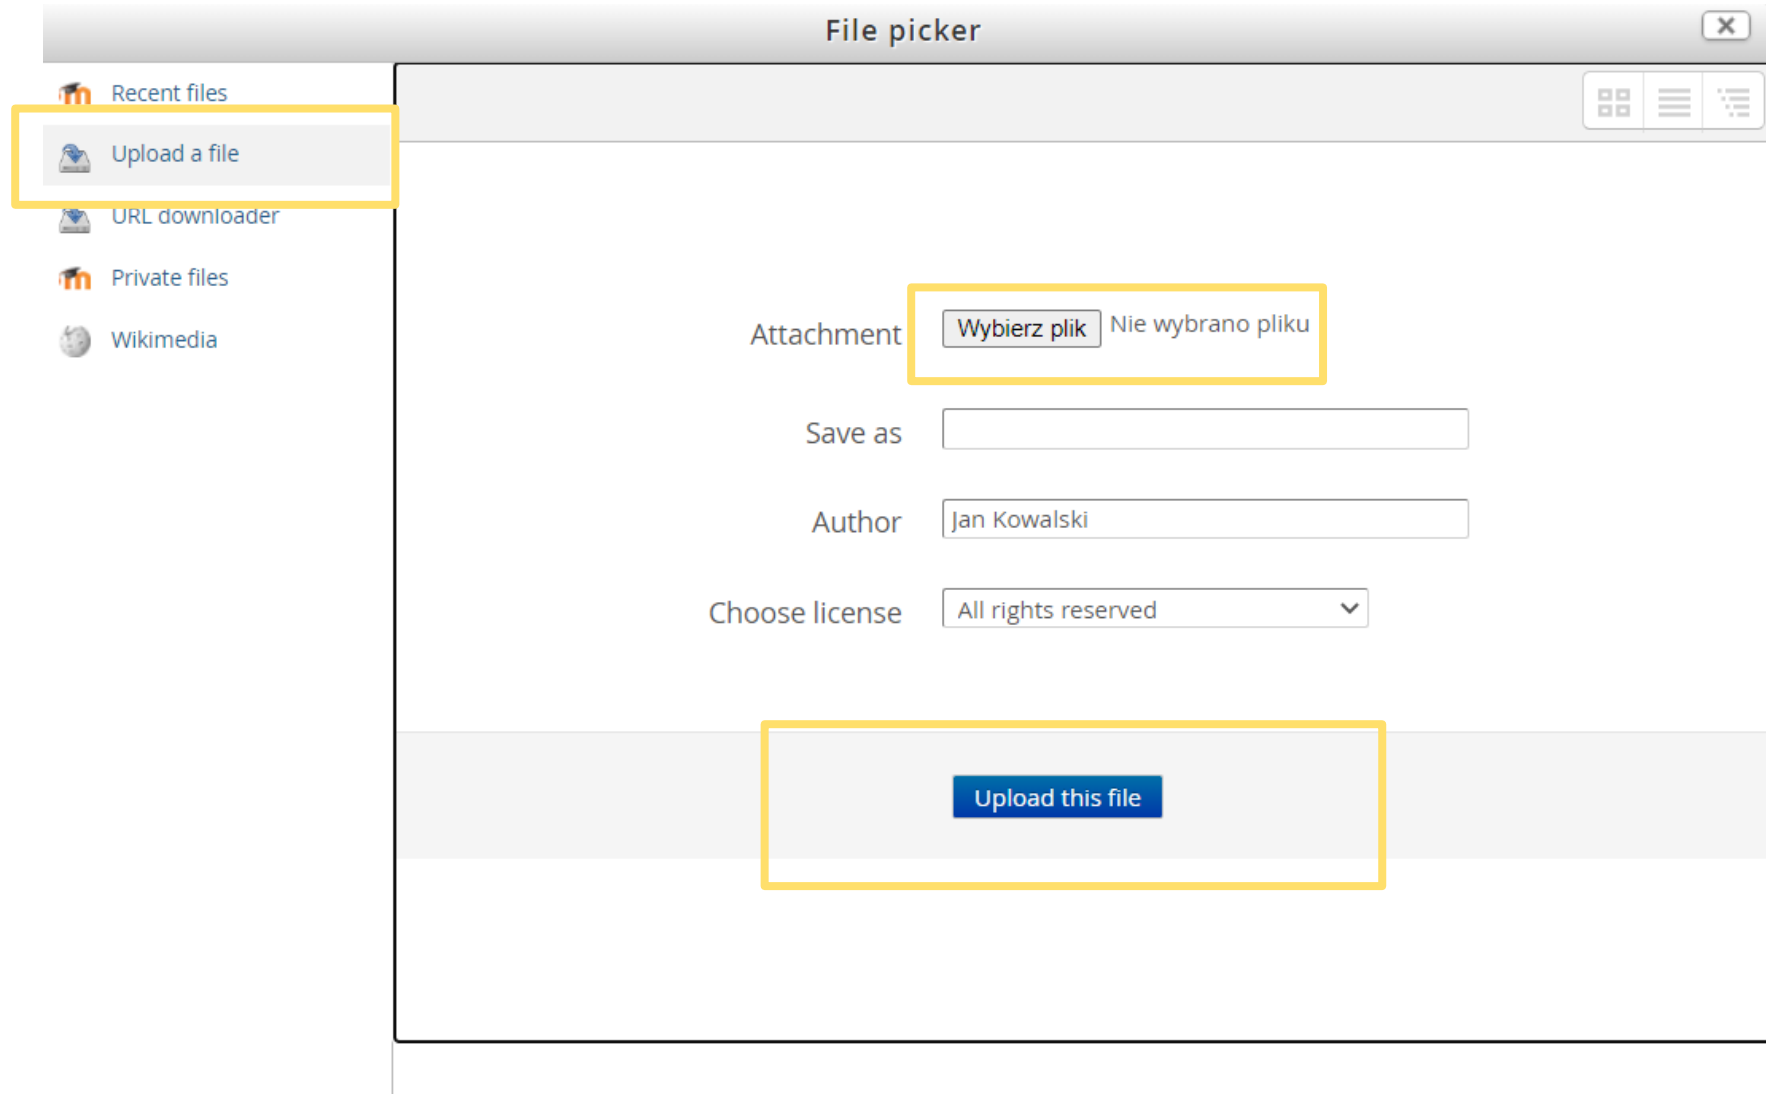 File picker
Recent files
Upload a file
URL downloader
Private files
Wikimedia
Attachment Wybierz plik Nie wybrano pliku
Save as
Author Jan Kowalski
Choose license All rights reserved
Upload this file